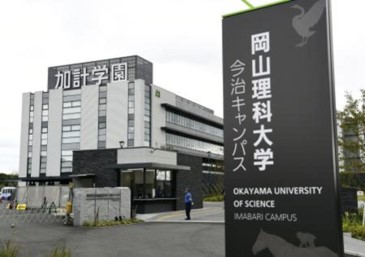 加計学園
岡山理科大学
今治キャンパス
OKAYAMA UNIVERSITY
OF SCIENCE
IMABARI CAMPUS